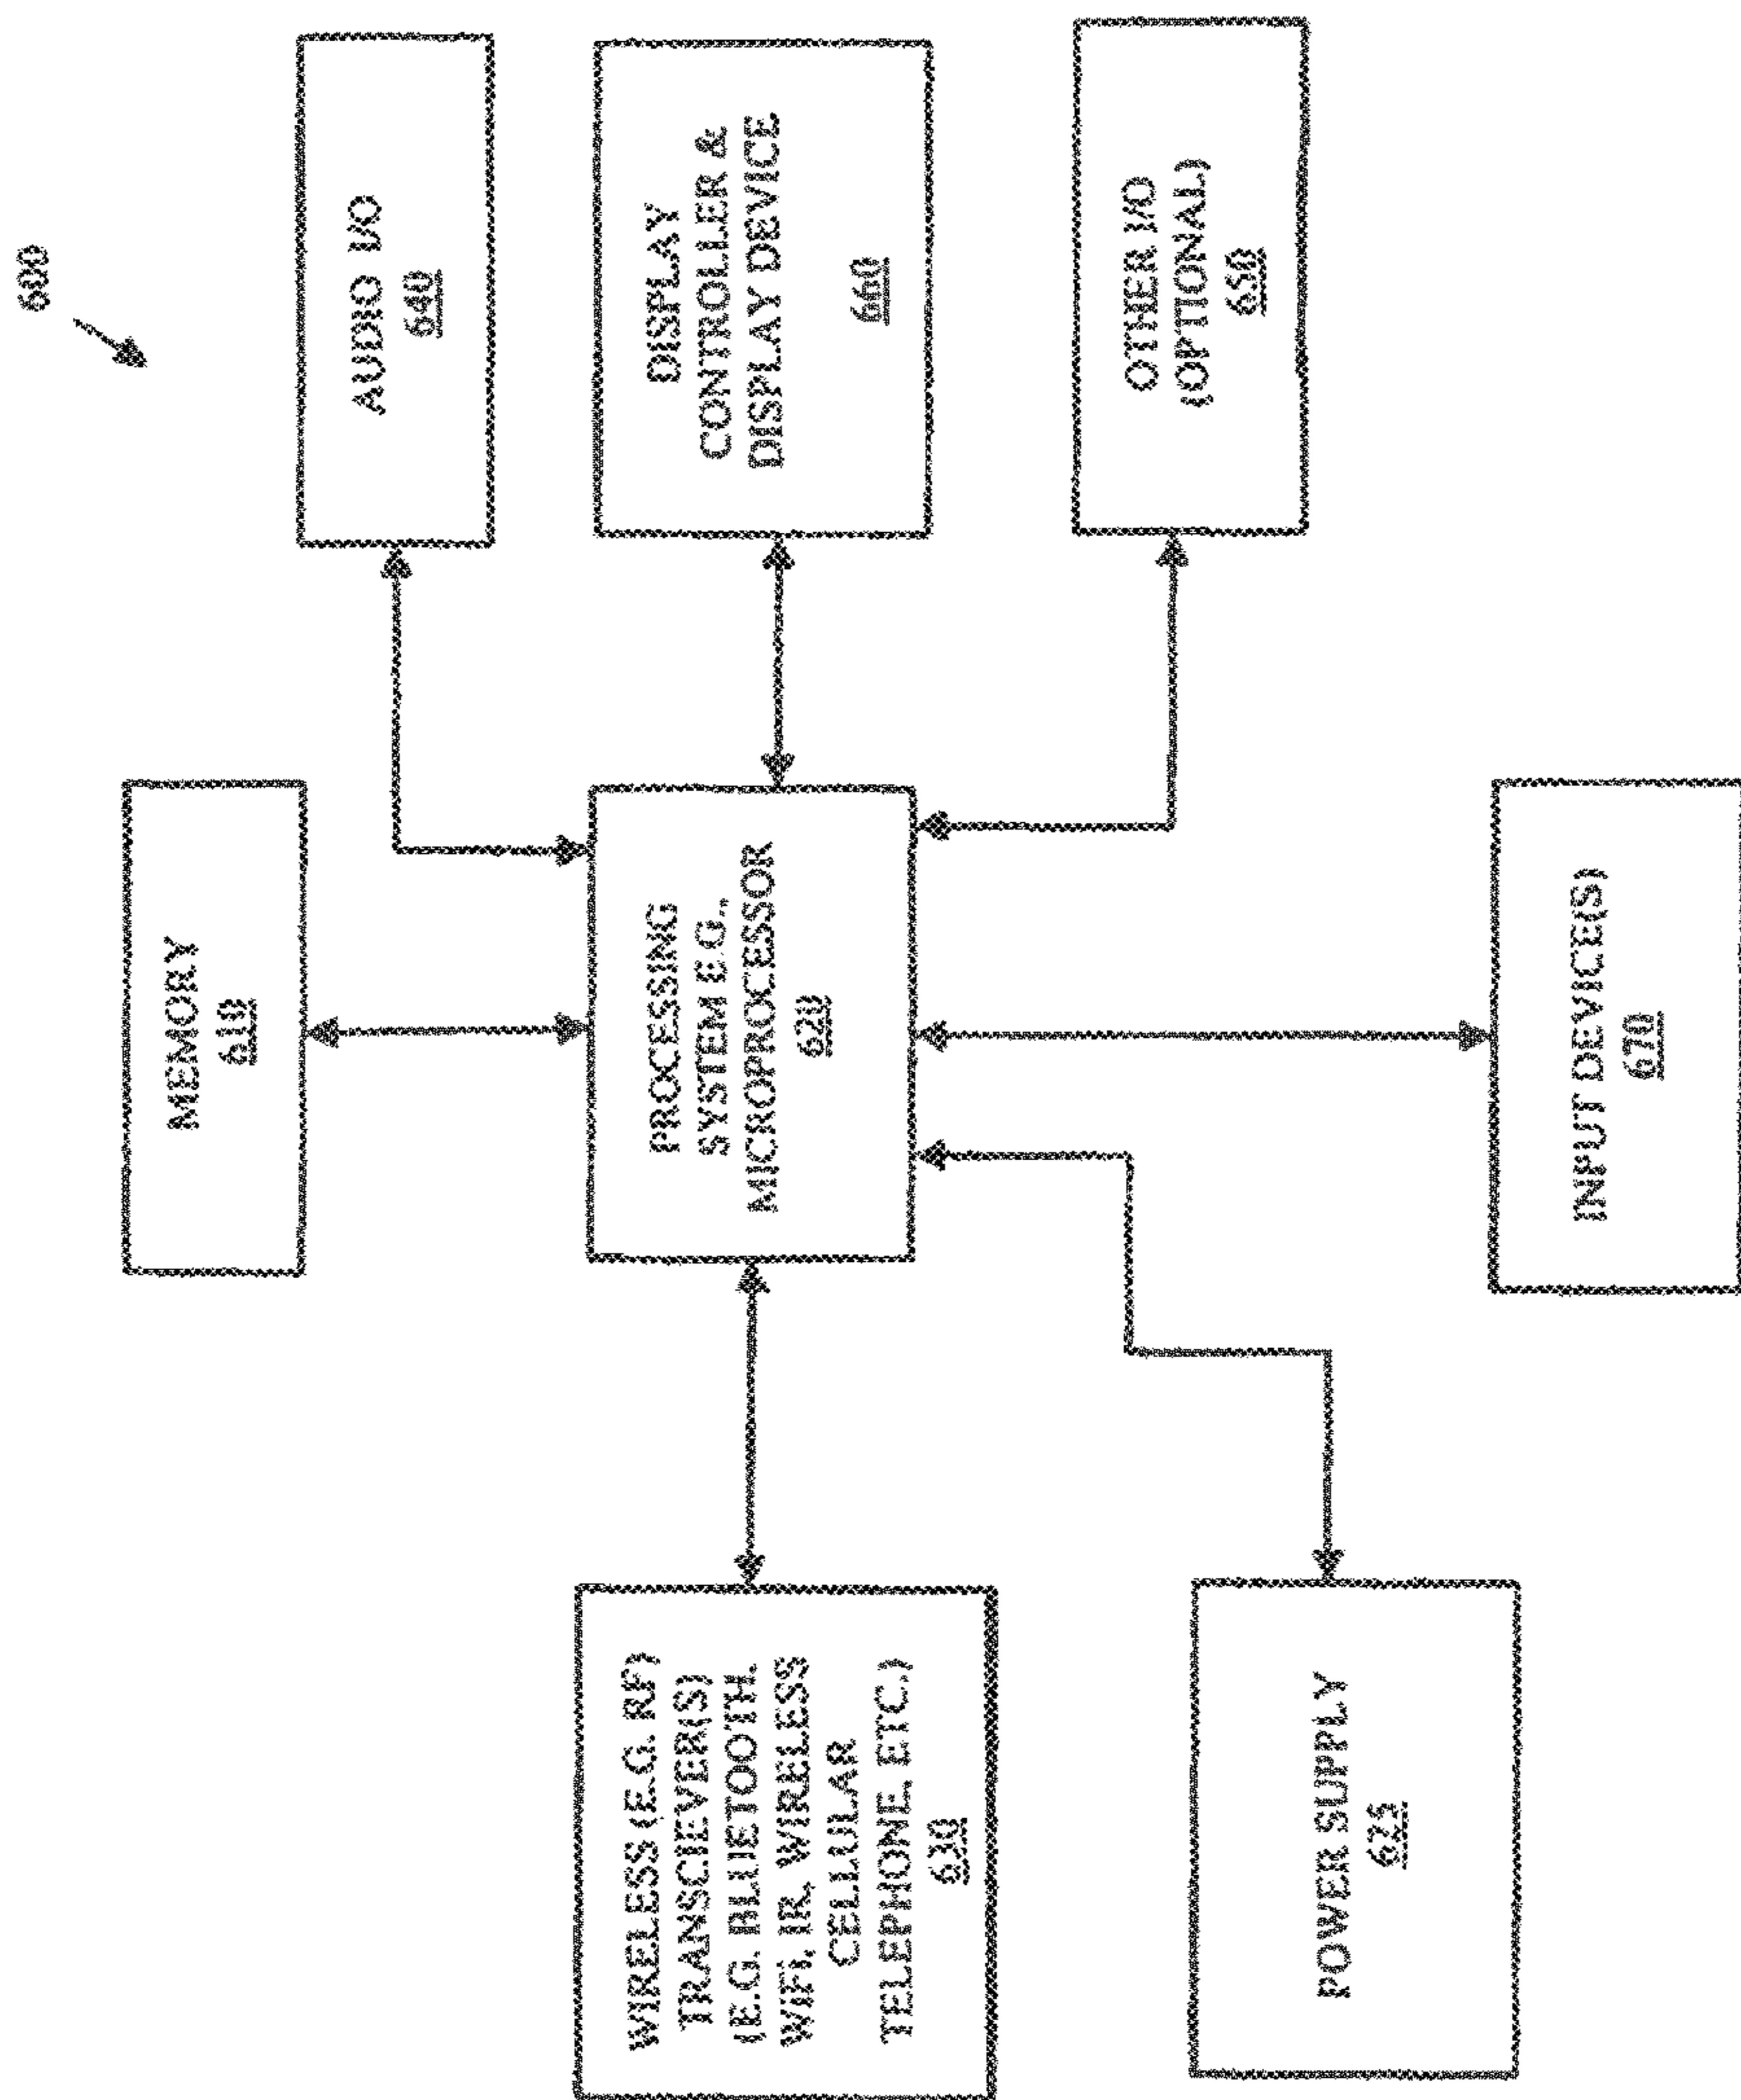 600
MEMORY
610
AUDIO I/O
640
WIRELESS (E.G. RF)
TRANSCIEVER(S)
(E.G. BLUETOOTH,
WiFi, IR, WIRELESS
CELLULAR
TELEPHONE, ETC.)
630
PROCESSING
SYSTEM E.G.,
MICROPROCESSOR
620
DISPLAY
CONTROLLER &
DISPLAY DEVICE
660
OTHER I/O
(OPTIONAL)
650
POWER SUPPLY
INPUT DEVICE(S)
670